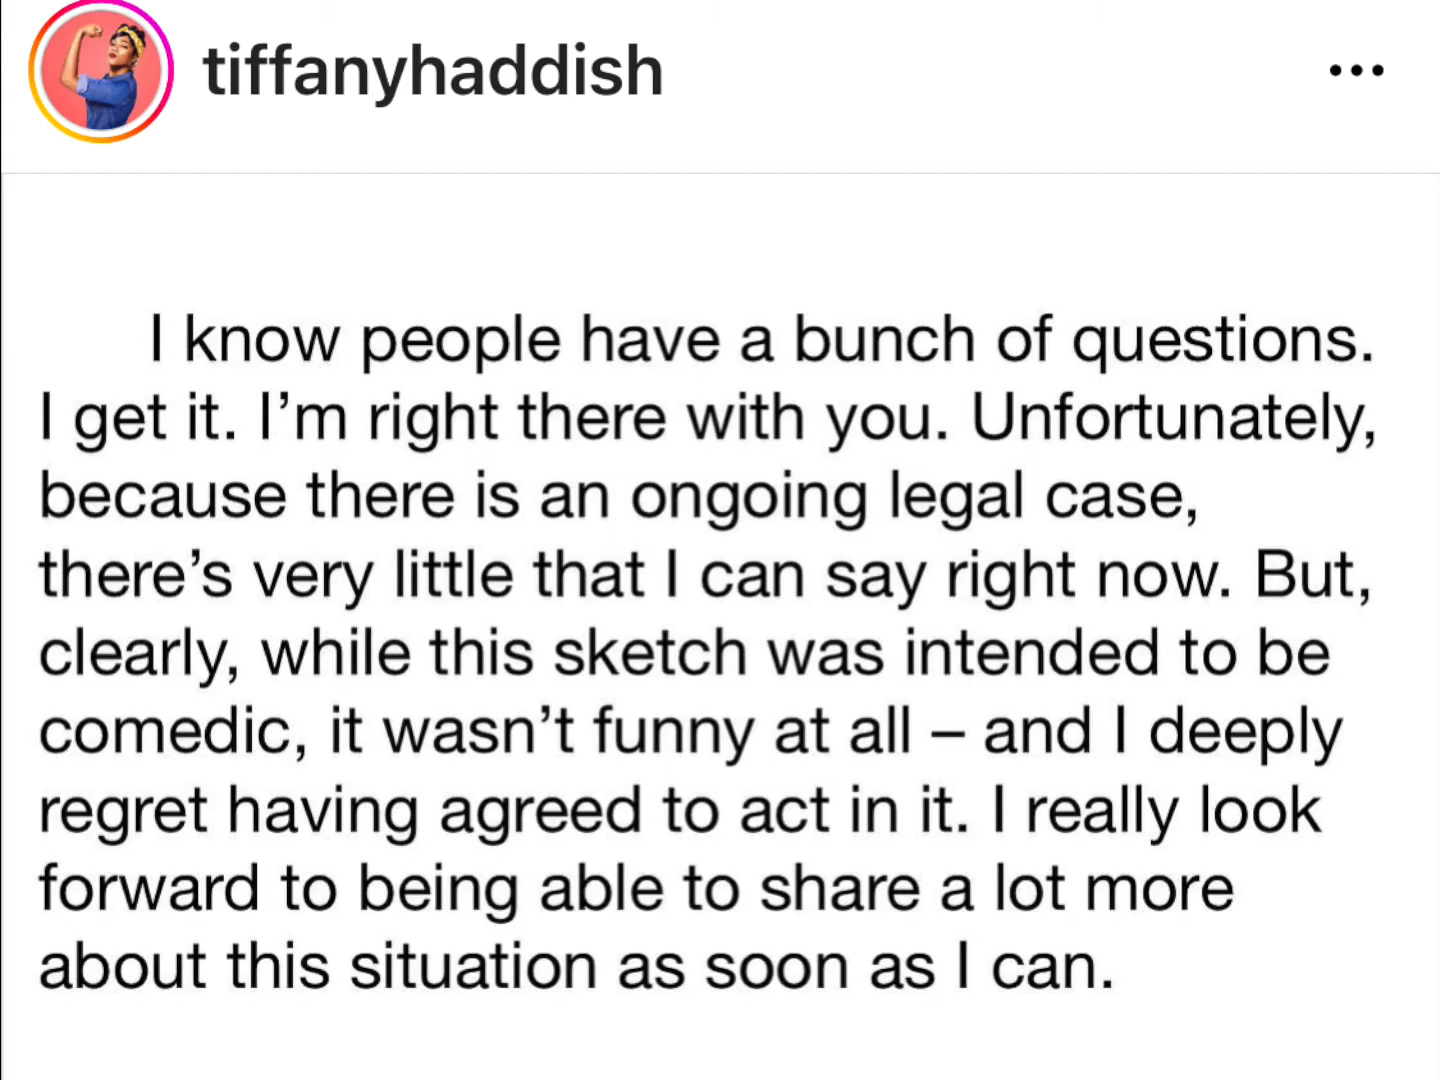 tiffanyhaddish
I know people have a bunch of questions.
I get it. I’m right there with you. Unfortunately,
because there is an ongoing legal case,
there’s very little that I can say right now. But,
clearly, while this sketch was intended to be
comedic, it wasn’t funny at all – and I deeply
regret having agreed to act in it. I really look
forward to being able to share a lot more
about this situation as soon as I can.